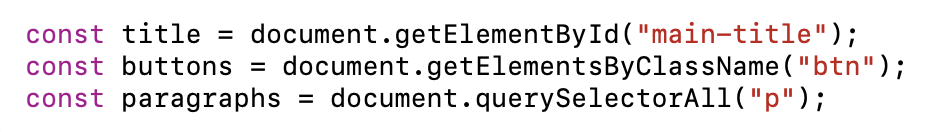 const title = document.getElementById("main-title");
const buttons = document.getElementsByClassName("btn");
const paragraphs = document.querySelectorAll("p");